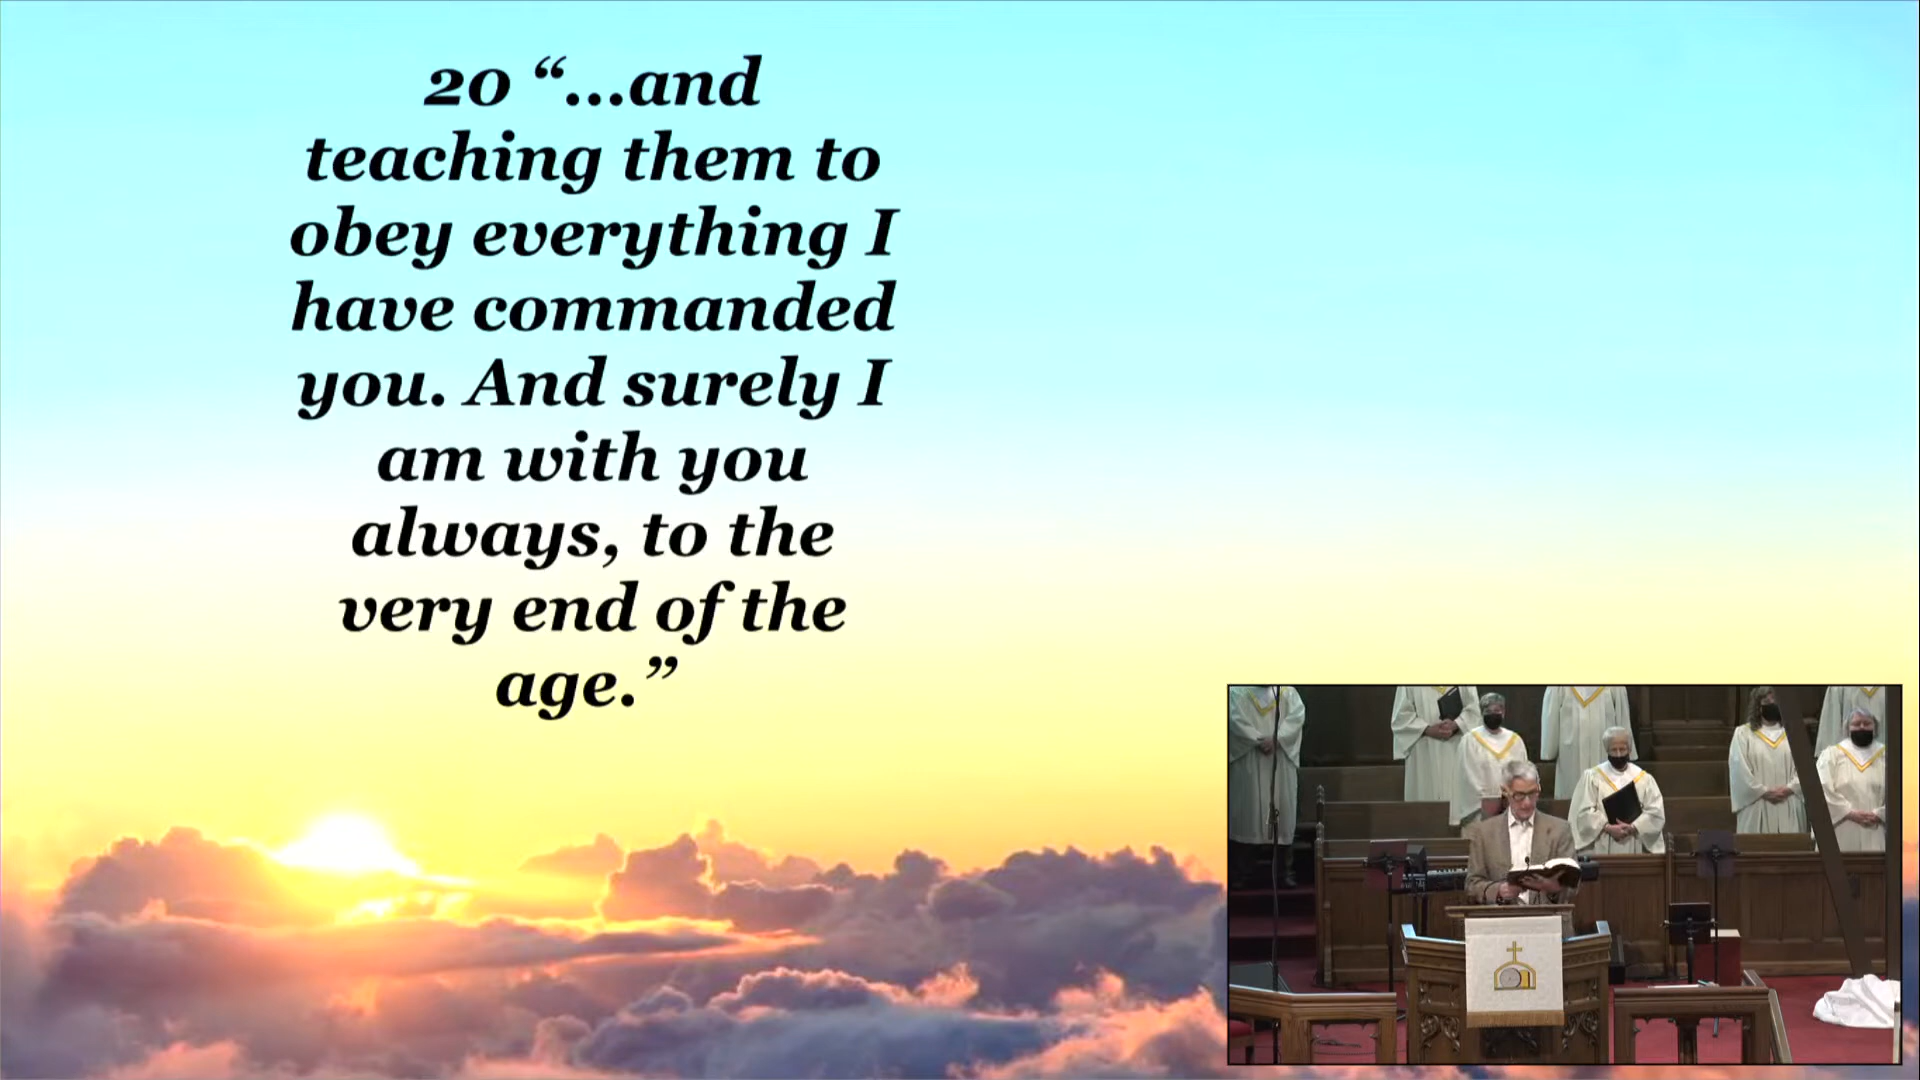 20 “...and
teaching them to
obey everything I
have commanded
you. And surely I
am with you
always, to the
very end of the
age.”